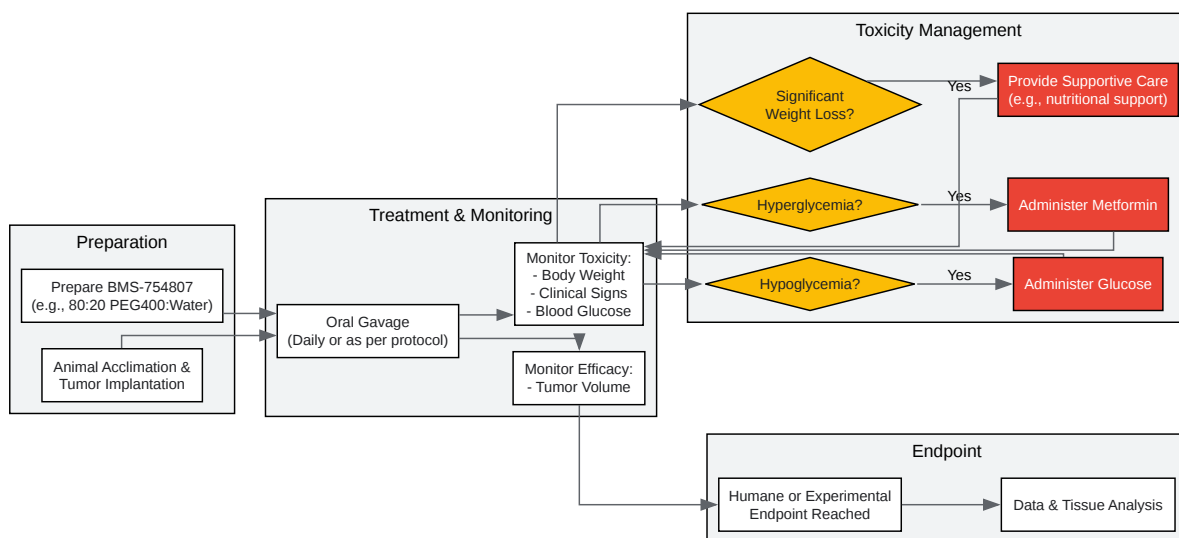 Preparation
Prepare BMS-754807
(e.g., 80:20 PEG400:Water)
Animal Acclimation &
Tumor Implantation
Treatment & Monitoring
Oral Gavage
(Daily or as per protocol)
Monitor Toxicity:
- Body Weight
- Clinical Signs
- Blood Glucose
Monitor Efficacy:
- Tumor Volume
Toxicity Management
Significant
Weight Loss?
Yes
Provide Supportive Care
(e.g., nutritional support)
Hyperglycemia?
Yes
Administer Metformin
Hypoglycemia?
Yes
Administer Glucose
Endpoint
Humane or Experimental
Endpoint Reached
Data & Tissue Analysis